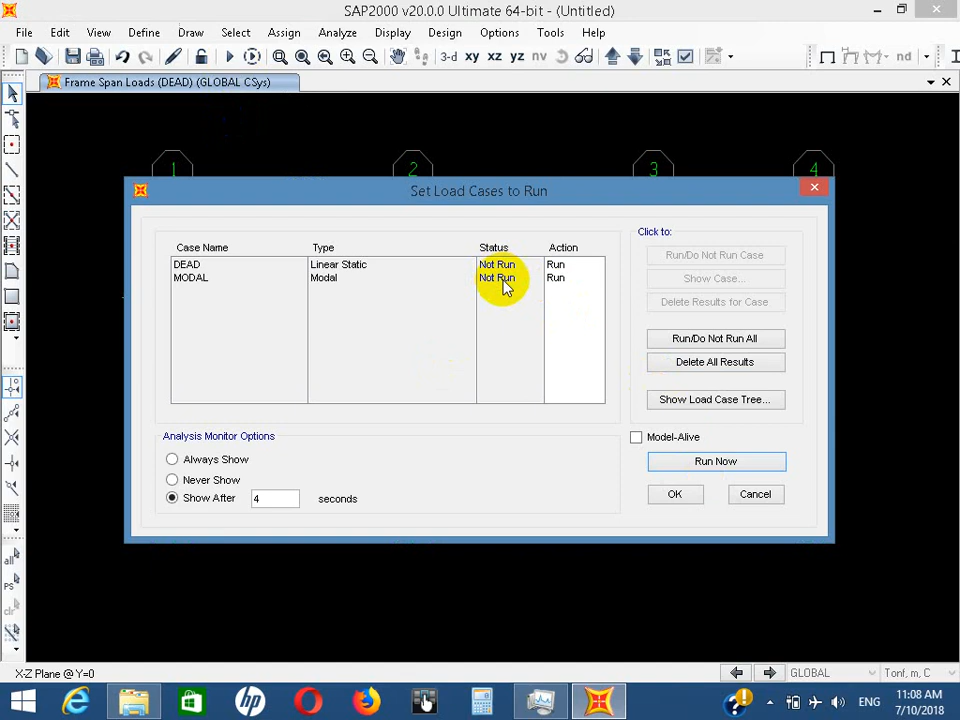 SAP2000 v20.0.0 Ultimate 64-bit - (Untitled)
File Edit View Define Draw Select Assign Analyze Display Design Options Tools Help
3-d xy xz yz nv nd
Frame Span Loads (DEAD) (GLOBAL CSys)
1 2 3 4
Set Load Cases to Run
Case Name Type Status Action
DEAD Linear Static Not Run Run
MODAL Modal Not Run Run
Click to:
Run/Do Not Run Case
Show Case...
Delete Results for Case
Run/Do Not Run All
Delete All Results
Show Load Case Tree...
Analysis Monitor Options
Always Show
Never Show
Show After 4 seconds
Model-Alive
Run Now
OK Cancel
all
PS
clr
X-Z Plane @ Y=0
GLOBAL Tonf, m, C
ENG
11:08 AM
7/10/2018